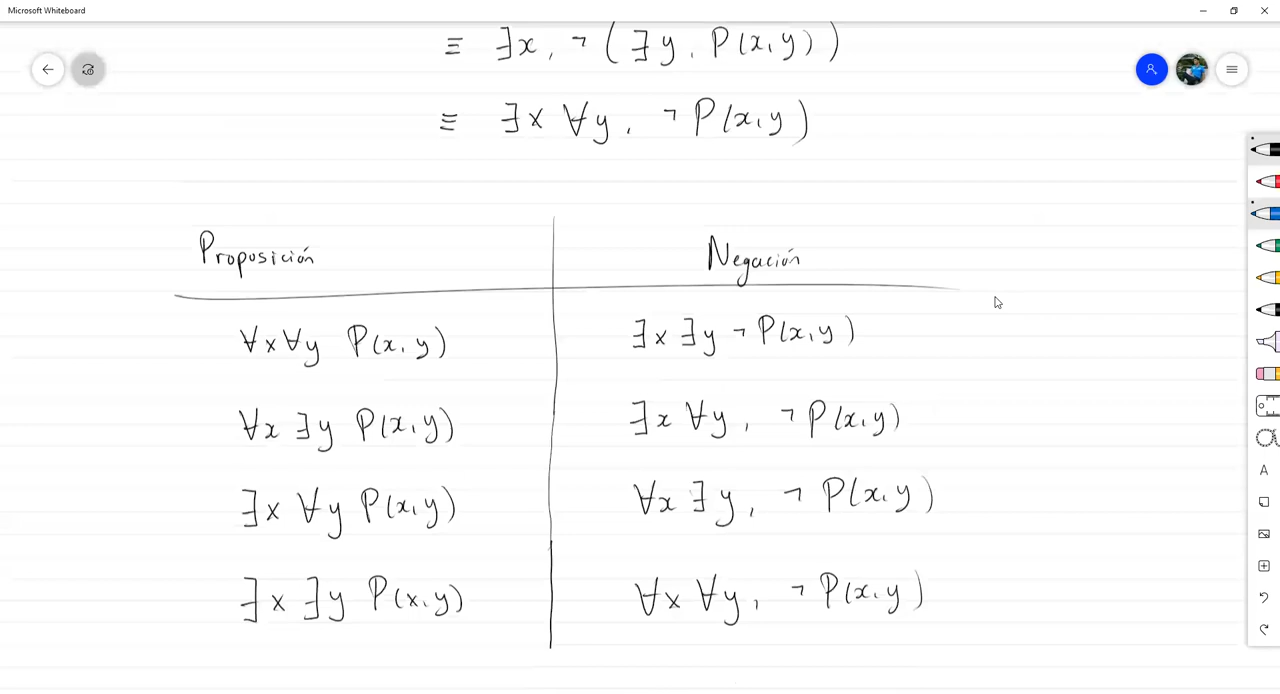 Microsoft Whiteboard
≡ ∃x, ¬(∃y, P(x,y))
≡ ∃x ∀y, ¬P(x,y)
Proposición Negación
∀x∀y P(x,y) ∃x ∃y ¬P(x,y)
∀x ∃y P(x,y) ∃x ∀y, ¬P(x,y)
∃x ∀y P(x,y) ∀x ∃y, ¬P(x,y)
∃x ∃y P(x,y) ∀x ∀y, ¬P(x,y)
A